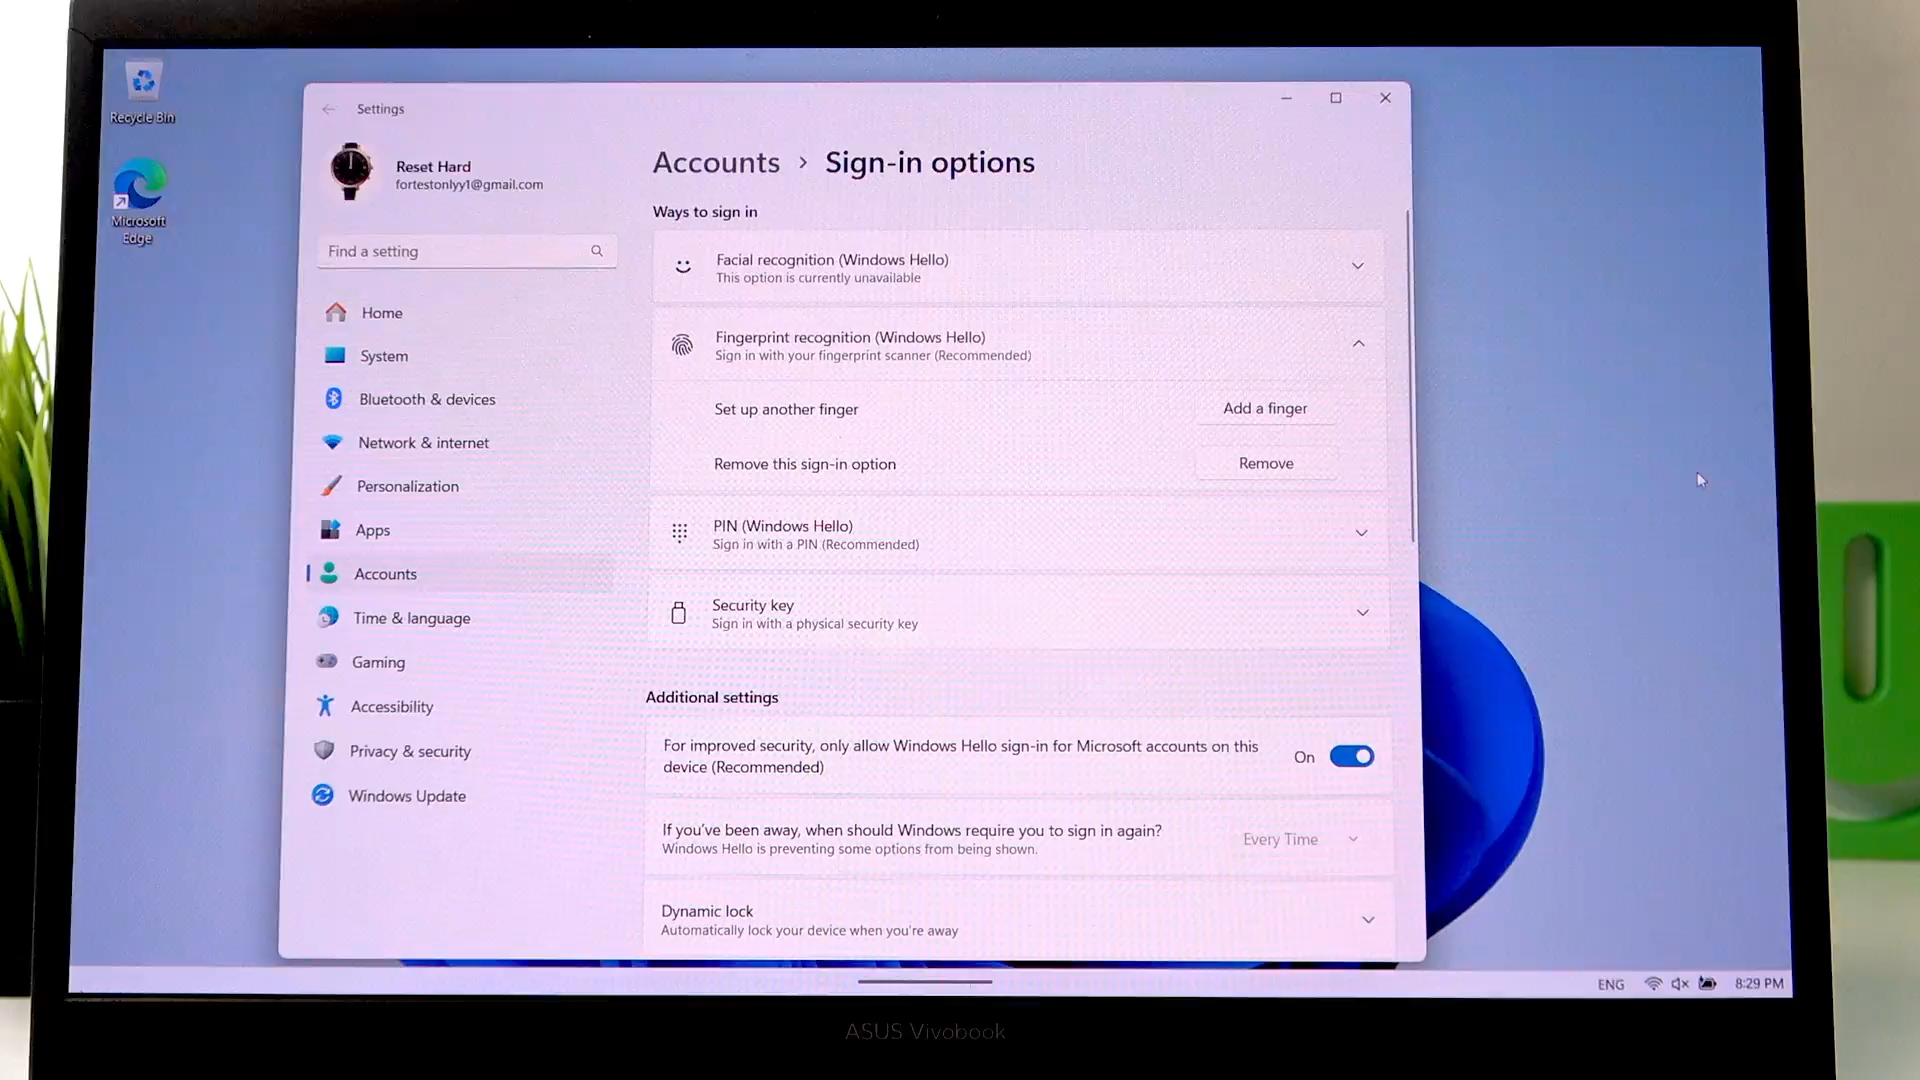 Recycle Bin
Microsoft
Edge
Settings
Reset Hard
fortestonlyy1@gmail.com
Find a setting
Home
System
Bluetooth & devices
Network & internet
Personalization
Apps
Accounts
Time & language
Gaming
Accessibility
Privacy & security
Windows Update
Accounts › Sign-in options
Ways to sign in
Facial recognition (Windows Hello)
This option is currently unavailable
Fingerprint recognition (Windows Hello)
Sign in with your fingerprint scanner (Recommended)
Set up another finger
Add a finger
Remove this sign-in option
Remove
PIN (Windows Hello)
Sign in with a PIN (Recommended)
Security key
Sign in with a physical security key
Additional settings
For improved security, only allow Windows Hello sign-in for Microsoft accounts on this
device (Recommended)
On
If you've been away, when should Windows require you to sign in again?
Windows Hello is preventing some options from being shown.
Every Time
Dynamic lock
Automatically lock your device when you're away
ENG
8:29 PM
ASUS Vivobook